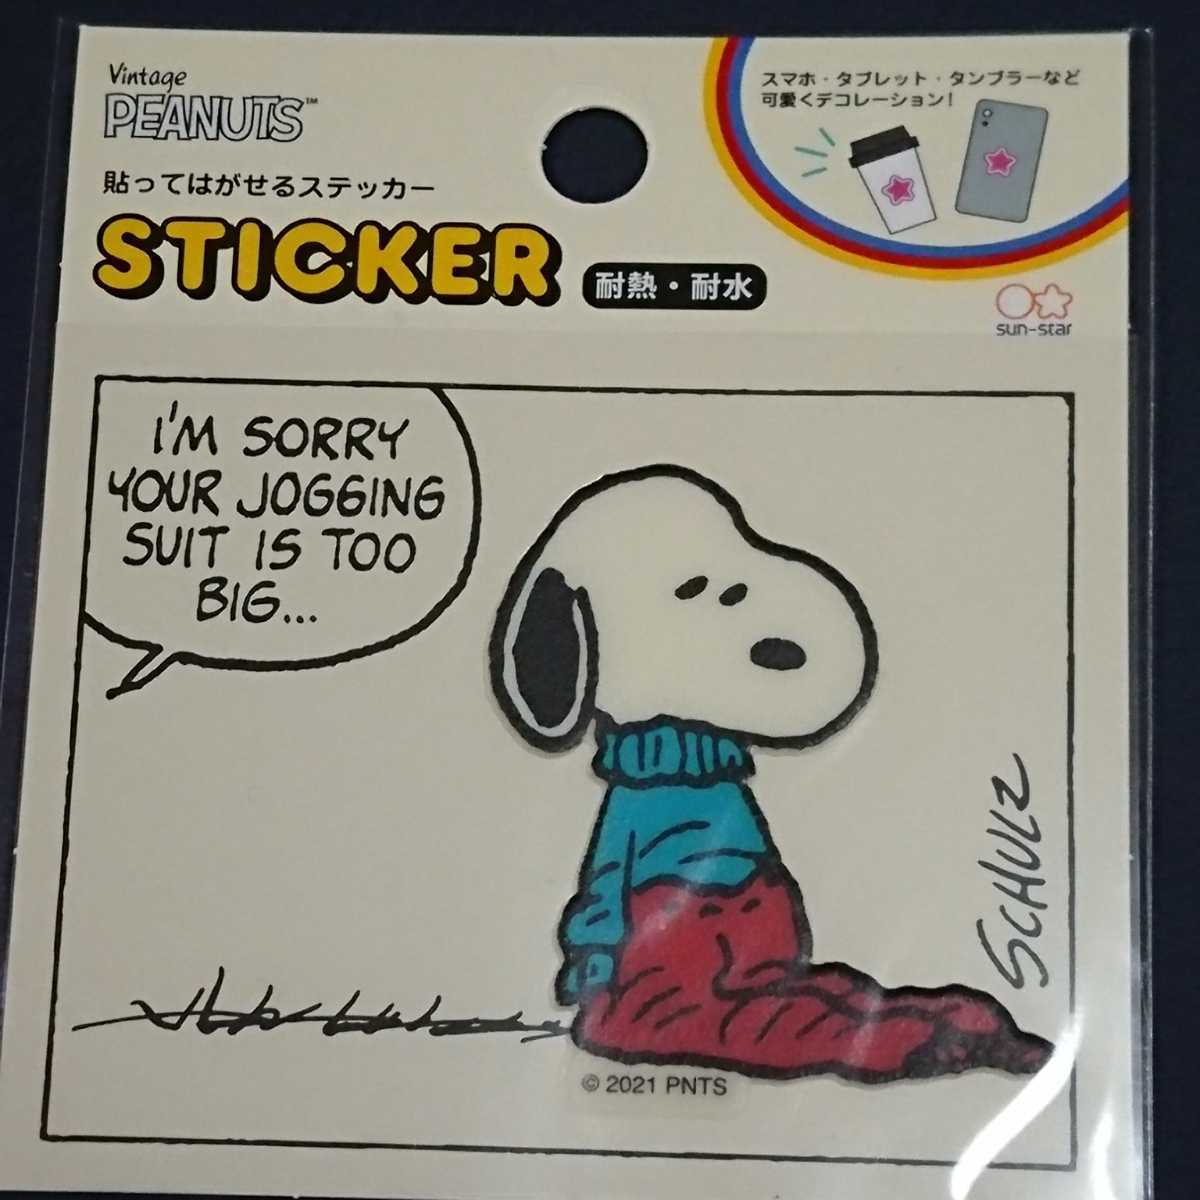 Vintage
PEANUTS™
貼ってはがせるステッカー
STICKER
耐熱・耐水
スマホ・タブレット・タンブラーなど
可愛くデコレーション!
sun-star
I'M SORRY
YOUR JOGGING
SUIT IS TOO
BIG...
SCHULZ
© 2021 PNTS